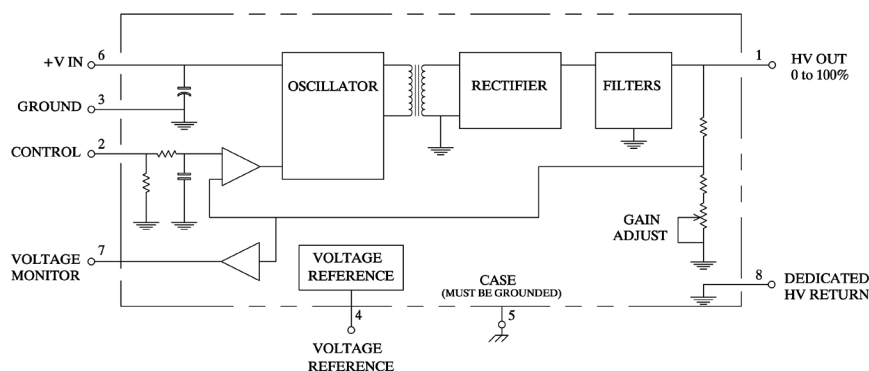 6
+V IN
OSCILLATOR
RECTIFIER
FILTERS
1
HV OUT
0 to 100%
3
GROUND
2
CONTROL
GAIN
ADJUST
7
VOLTAGE
MONITOR
VOLTAGE
REFERENCE
CASE
(MUST BE GROUNDED)
8
DEDICATED
HV RETURN
4
VOLTAGE
REFERENCE
5